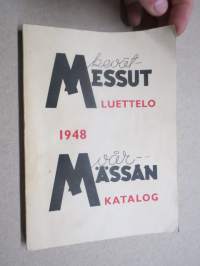 kevät-
MESSUT
LUETTELO
1948
vår-
MÄSSAN
KATALOG